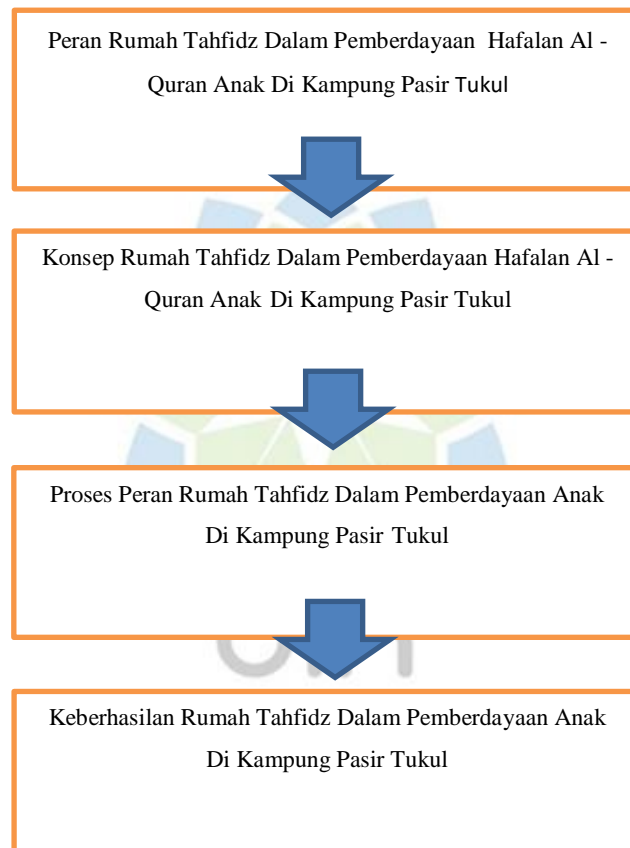 Peran Rumah Tahfidz Dalam Pemberdayaan Hafalan Al -
Quran Anak Di Kampung Pasir Tukul
Konsep Rumah Tahfidz Dalam Pemberdayaan Hafalan Al -
Quran Anak Di Kampung Pasir Tukul
Proses Peran Rumah Tahfidz Dalam Pemberdayaan Anak
Di Kampung Pasir Tukul
Keberhasilan Rumah Tahfidz Dalam Pemberdayaan Anak
Di Kampung Pasir Tukul